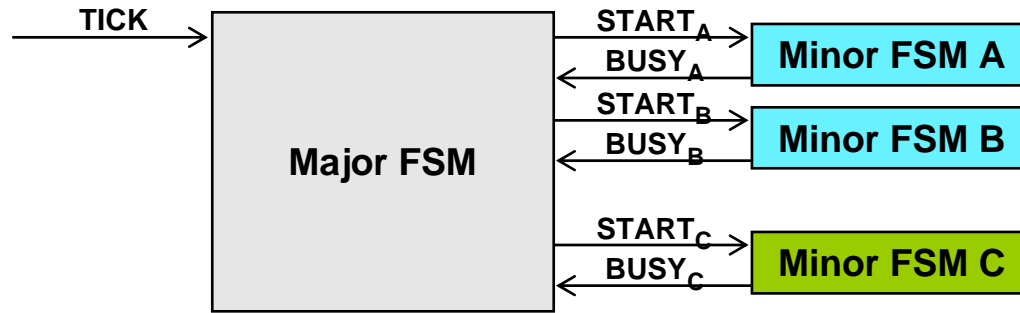 TICK
Major FSM
START_A
BUSY_A
Minor FSM A
START_B
BUSY_B
Minor FSM B
START_C
BUSY_C
Minor FSM C